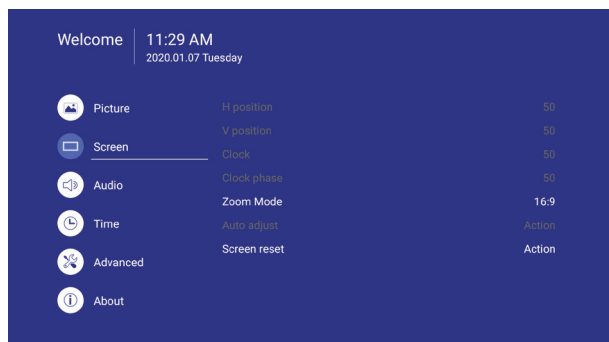 Welcome
11:29 AM
2020.01.07 Tuesday
Picture
Screen
Audio
Time
Advanced
About
H position 50
V position 50
Clock 50
Clock phase 50
Zoom Mode 16:9
Auto adjust Action
Screen reset Action